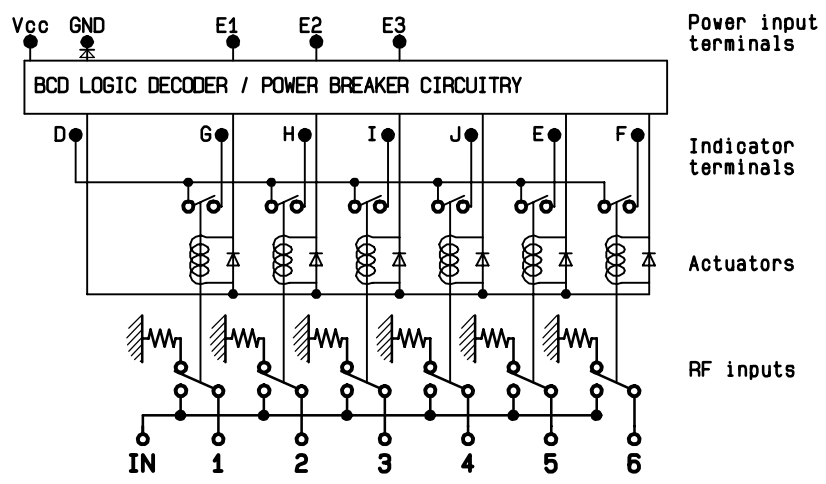 Vcc GND E1 E2 E3 Power input
terminals
BCD LOGIC DECODER / POWER BREAKER CIRCUITRY
D G H I J E F Indicator
terminals
Actuators
RF inputs
IN 1 2 3 4 5 6